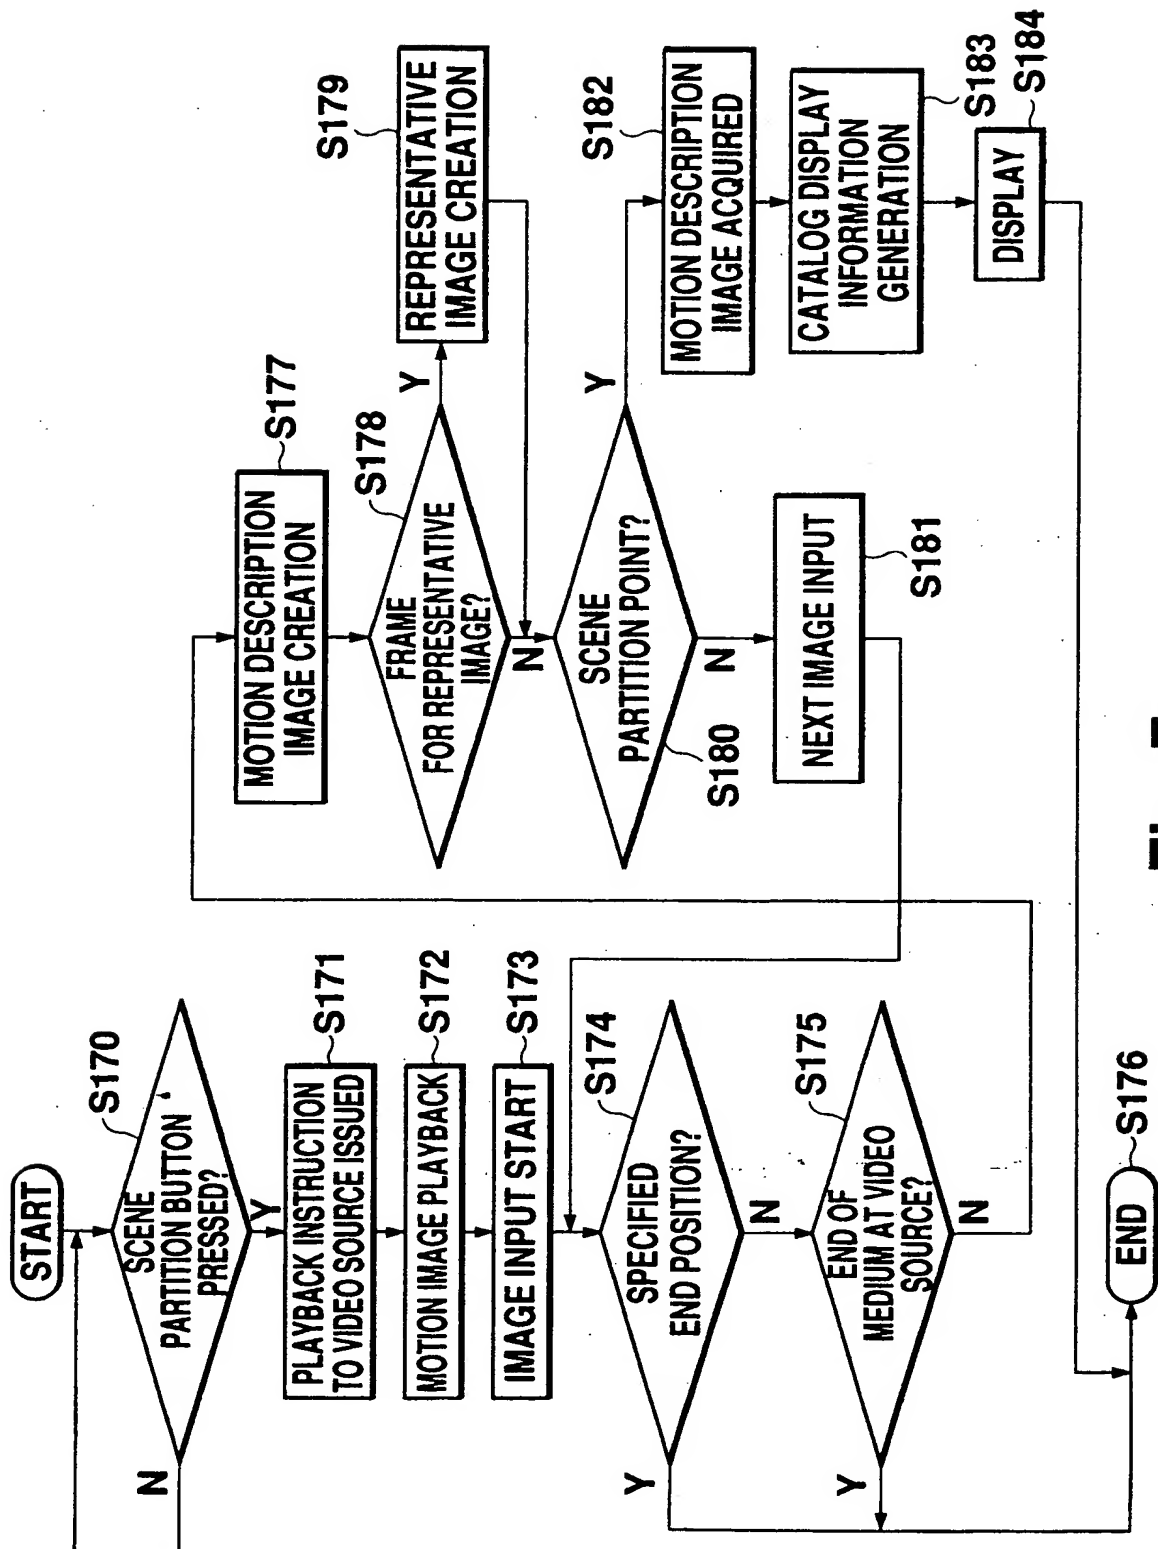 START
SCENE
PARTITION BUTTON
PRESSED?
S170
N
Y
PLAYBACK INSTRUCTION
TO VIDEO SOURCE ISSUED
S171
MOTION IMAGE PLAYBACK
S172
IMAGE INPUT START
S173
SPECIFIED
END POSITION?
S174
Y
N
END OF
MEDIUM AT VIDEO
SOURCE?
S175
Y
N
END
S176
MOTION DESCRIPTION
IMAGE CREATION
S177
FRAME
FOR REPRESENTATIVE
IMAGE?
S178
Y
N
REPRESENTATIVE
IMAGE CREATION
S179
SCENE
PARTITION POINT?
S180
Y
N
NEXT IMAGE INPUT
S181
MOTION DESCRIPTION
IMAGE ACQUIRED
S182
CATALOG DISPLAY
INFORMATION
GENERATION
S183
DISPLAY
S184